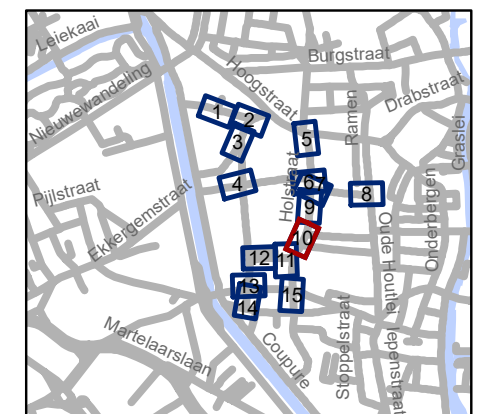 Leiekaai
Burgstraat
Hoogstraat
Nieuwewandeling
Drabstraat
Ramen
Graslei
1
2
3
5
4
6
7
8
9
Holstraat
Pijlstraat
Ekkergemstraat
Onderbergen
Oude Houtlei
10
12
11
13
15
14
Martelaarslaan
Coupure
Stoppelstraat
Iepenstraat